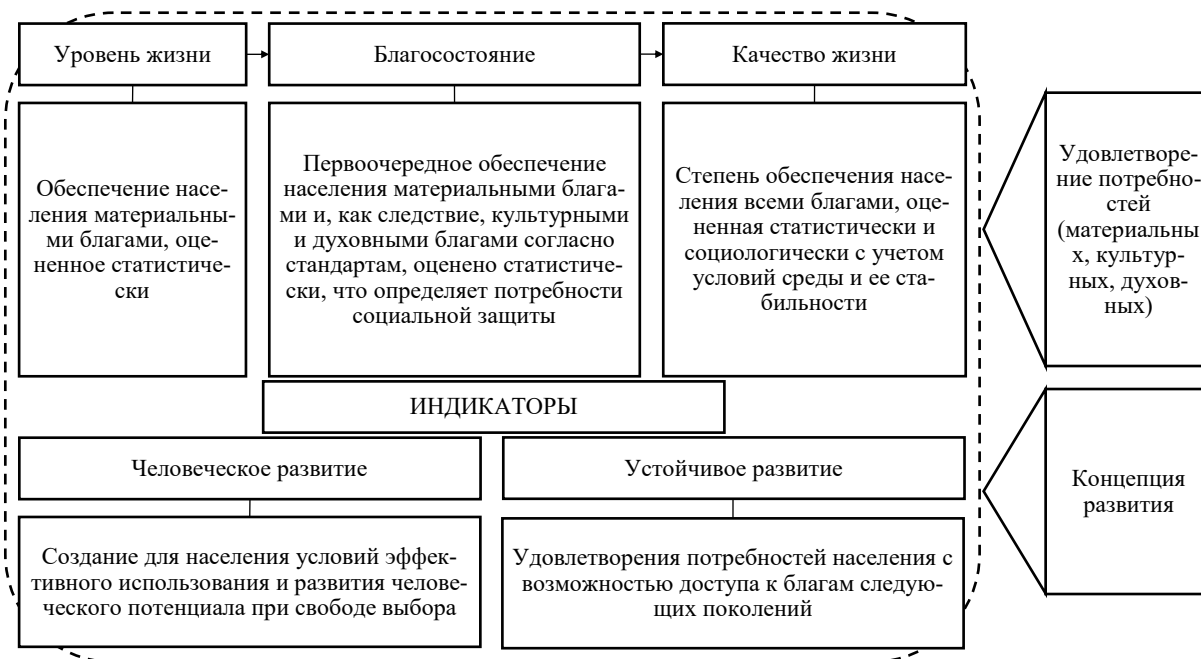 Уровень жизни
Благосостояние
Качество жизни
Обеспечение насе-
ления материальны-
ми благами, оце-
ненное статистиче-
ски
Первоочередное обеспечение
населения материальными блага-
ми и, как следствие, культурными
и духовными благами согласно
стандартам, оценено статистиче-
ски, что определяет потребности
социальной защиты
Степень обеспечения насе-
ления всеми благами, оце-
ненная статистически и
социологически с учетом
условий среды и ее ста-
бильности
Удовлетворе-
ние потребно-
стей
(материальны
х, культур-
ных, духов-
ных)
ИНДИКАТОРЫ
Человеческое развитие
Устойчивое развитие
Создание для населения условий эффек-
тивного использования и развития челове-
ческого потенциала при свободе выбора
Удовлетворения потребностей населения с
возможностью доступа к благам следую-
щих поколений
Концепция
развития